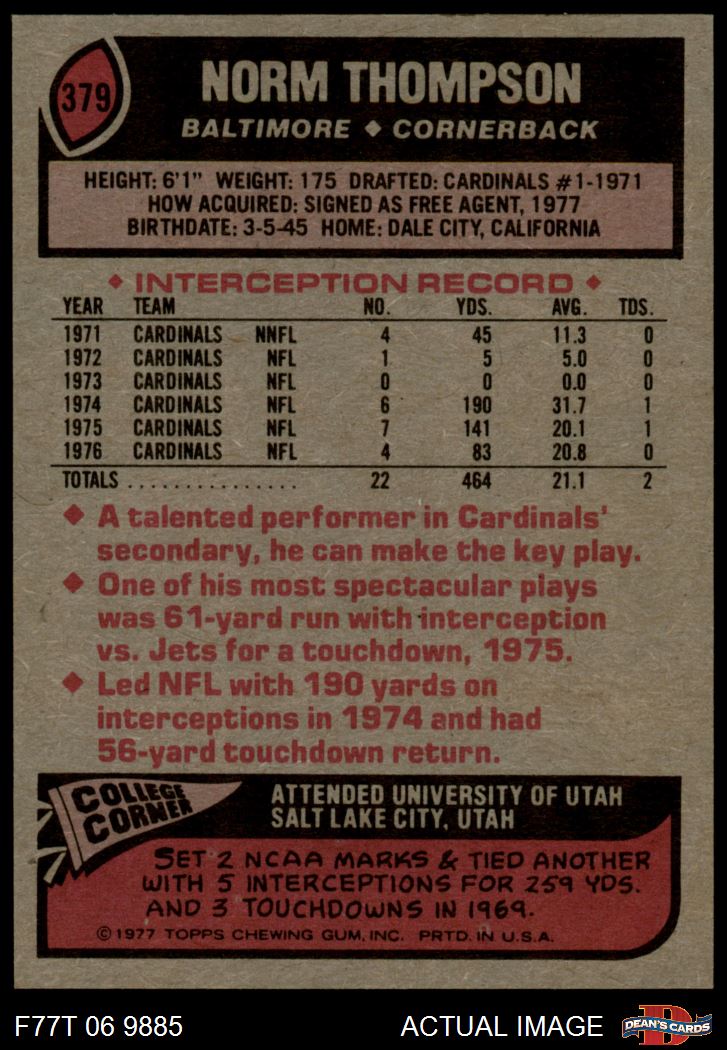 379
NORM THOMPSON
BALTIMORE ◆ CORNERBACK
HEIGHT: 6'1" WEIGHT: 175 DRAFTED: CARDINALS #1-1971
HOW ACQUIRED: SIGNED AS FREE AGENT, 1977
BIRTHDATE: 3-5-45 HOME: DALE CITY, CALIFORNIA
◆ INTERCEPTION RECORD ◆
YEAR TEAM NO. YDS. AVG. TDS.
1971 CARDINALS NNFL 4 45 11.3 0
1972 CARDINALS NFL 1 5 5.0 0
1973 CARDINALS NFL 0 0 0.0 0
1974 CARDINALS NFL 6 190 31.7 1
1975 CARDINALS NFL 7 141 20.1 1
1976 CARDINALS NFL 4 83 20.8 0
TOTALS ............... 22 464 21.1 2
◆ A talented performer in Cardinals'
secondary, he can make the key play.
◆ One of his most spectacular plays
was 61-yard run with interception
vs. Jets for a touchdown, 1975.
◆ Led NFL with 190 yards on
interceptions in 1974 and had
56-yard touchdown return.
COLLEGE
CORNER
ATTENDED UNIVERSITY OF UTAH
SALT LAKE CITY, UTAH
SET 2 NCAA MARKS & TIED ANOTHER
WITH 5 INTERCEPTIONS FOR 259 YDS.
AND 3 TOUCHDOWNS IN 1969.
©1977 TOPPS CHEWING GUM, INC. PRTD. IN U.S.A.
F77T 06 9885 ACTUAL IMAGE
D
DEAN'S CARDS